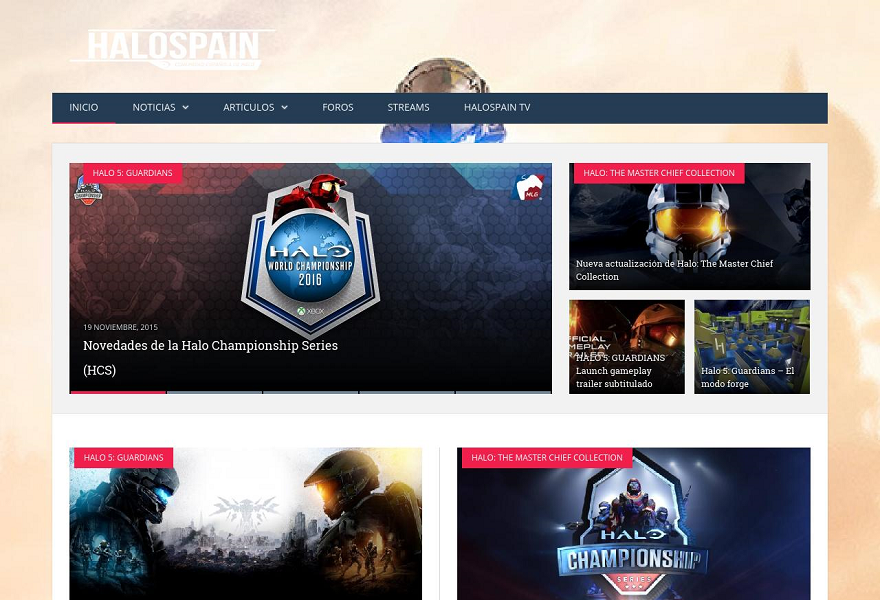 HALOSPAIN
INICIO
NOTICIAS
ARTICULOS
FOROS
STREAMS
HALOSPAIN TV
HALO 5: GUARDIANS
MLG
HALO
WORLD CHAMPIONSHIP
2016
XBOX
19 NOVIEMBRE, 2015
Novedades de la Halo Championship Series
(HCS)
HALO: THE MASTER CHIEF COLLECTION
Nueva actualización de Halo: The Master Chief
Collection
HALO 5: GUARDIANS
Launch gameplay
trailer subtitulado
Halo 5: Guardians – El
modo forge
HALO 5: GUARDIANS
HALO: THE MASTER CHIEF COLLECTION
HALO
CHAMPIONSHIP
SERIES